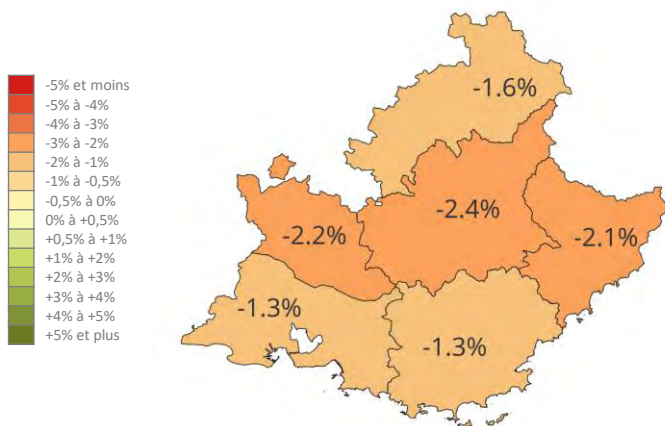 -5% et moins
-5% à -4%
-4% à -3%
-3% à -2%
-2% à -1%
-1% à -0,5%
-0,5% à 0%
0% à +0,5%
+0,5% à +1%
+1% à +2%
+2% à +3%
+3% à +4%
+4% à +5%
+5% et plus
-1.6%
-2.4%
-2.2%
-2.1%
-1.3%
-1.3%